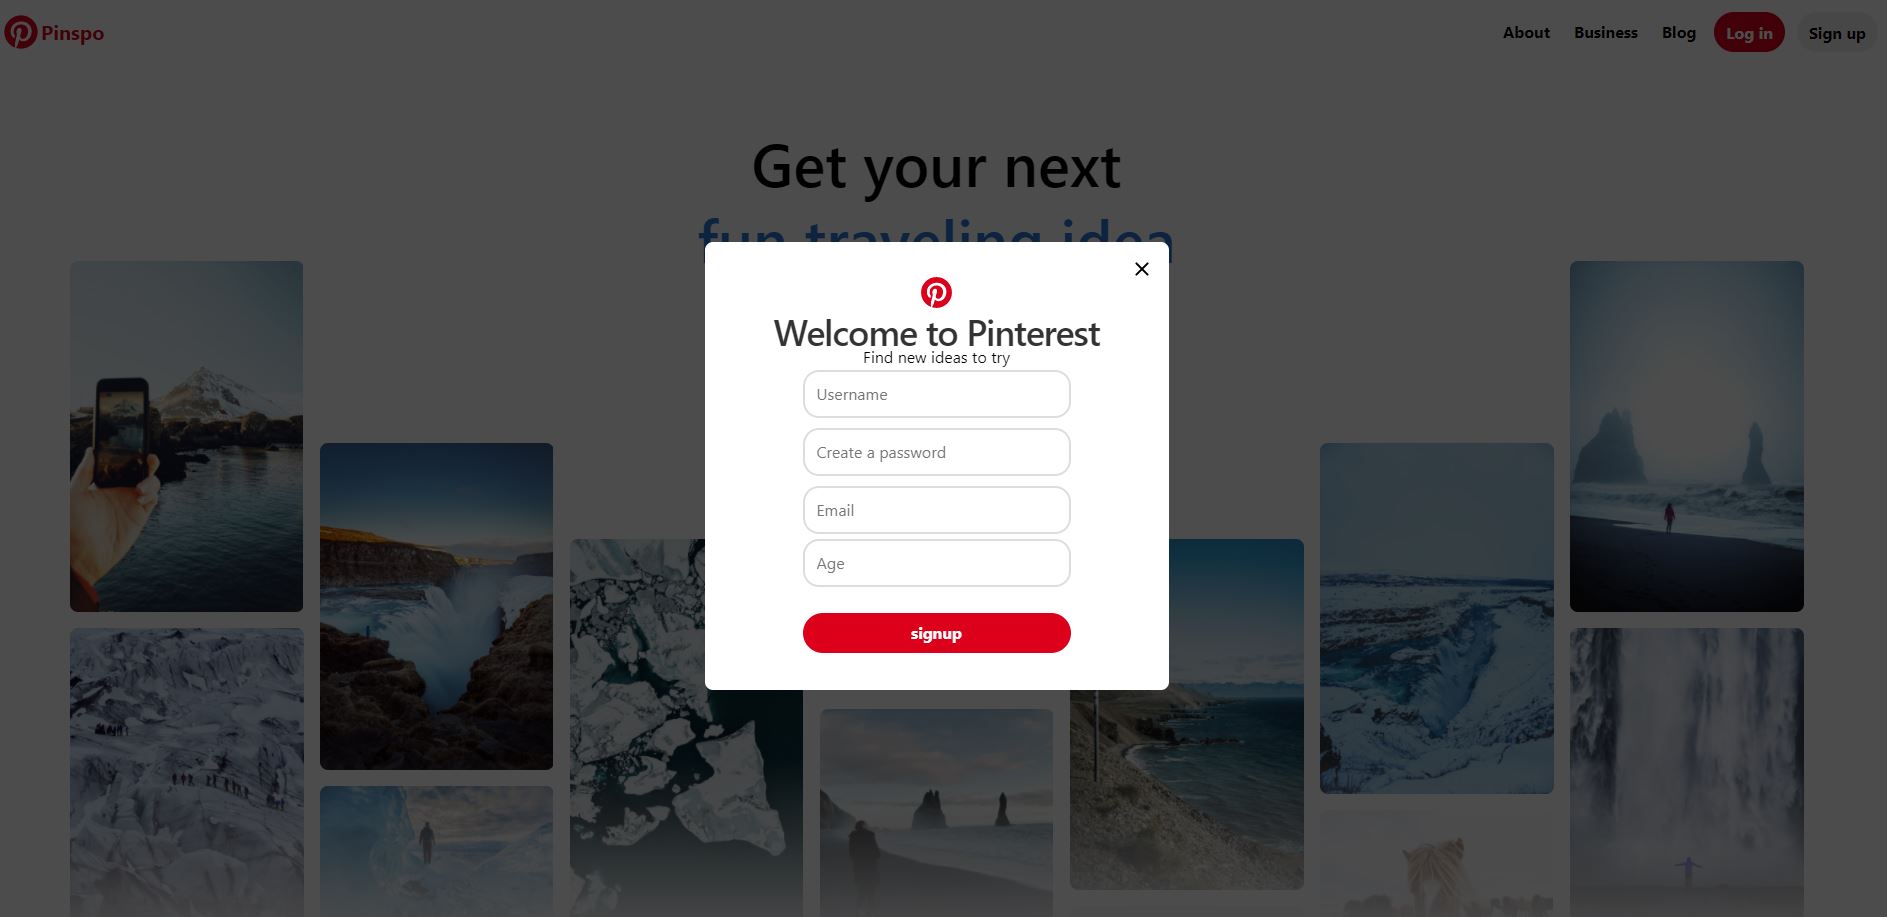 Pinspo
About Business Blog Log in Sign up
Get your next
fun traveling idea
Welcome to Pinterest
Find new ideas to try
Username
Create a password
Email
Age
signup